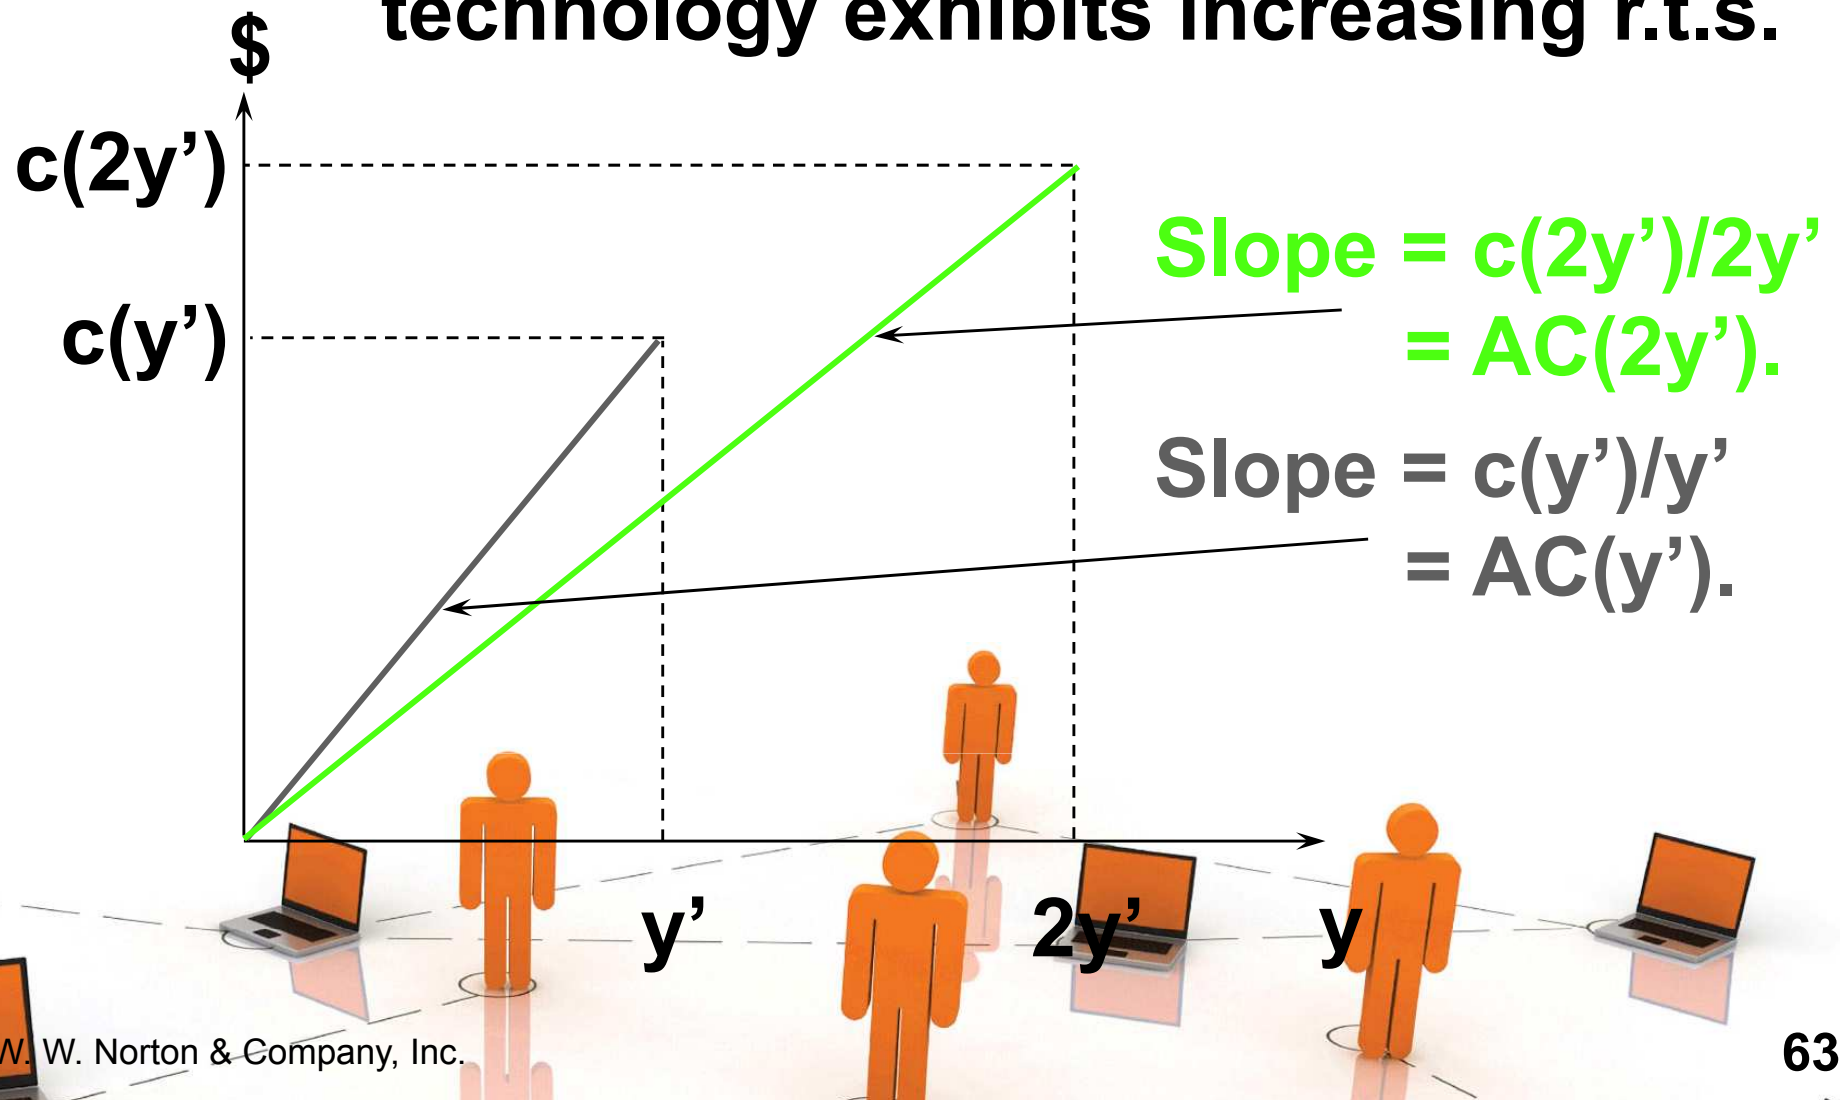 technology exhibits increasing r.t.s.
$
c(2y’)
Slope = c(2y’)/2y’
= AC(2y’).
c(y’)
Slope = c(y’)/y’
= AC(y’).
y’
2y’
y
W. W. Norton & Company, Inc.
63